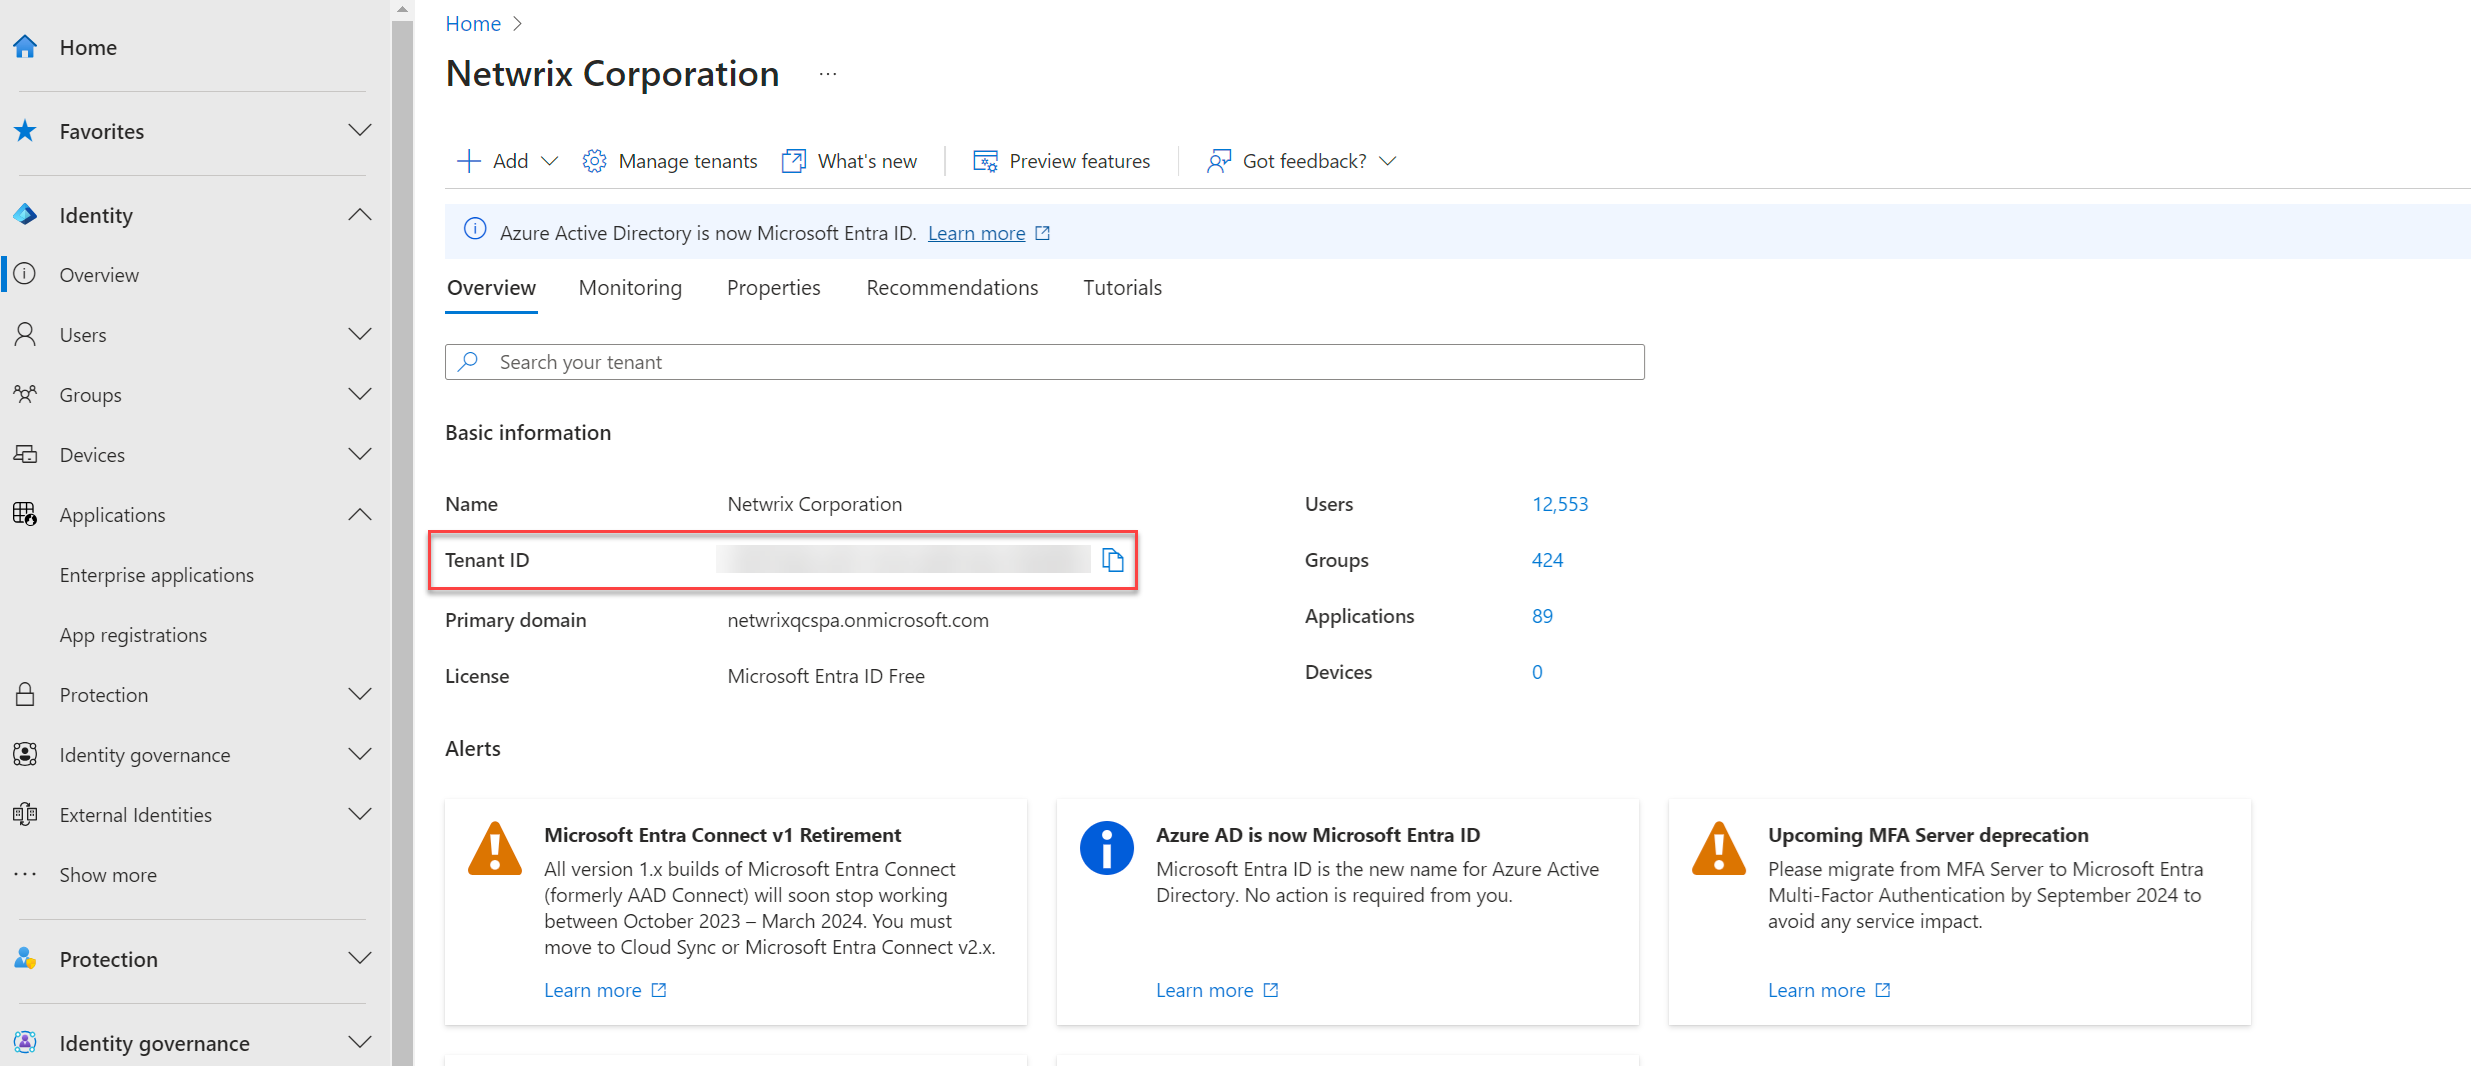 Home
Favorites
Identity
Overview
Users
Groups
Devices
Applications
Enterprise applications
App registrations
Protection
Identity governance
External Identities
Show more
Protection
Identity governance
Home
Netwrix Corporation
Add
Manage tenants
What's new
Preview features
Got feedback?
Azure Active Directory is now Microsoft Entra ID. Learn more
Overview Monitoring Properties Recommendations Tutorials
Search your tenant
Basic information
Name Netwrix Corporation
Tenant ID
Primary domain netwrixqcspa.onmicrosoft.com
License Microsoft Entra ID Free
Users 12,553
Groups 424
Applications 89
Devices 0
Alerts
Microsoft Entra Connect v1 Retirement
All version 1.x builds of Microsoft Entra Connect
(formerly AAD Connect) will soon stop working
between October 2023 – March 2024. You must
move to Cloud Sync or Microsoft Entra Connect v2.x.
Learn more
Azure AD is now Microsoft Entra ID
Microsoft Entra ID is the new name for Azure Active
Directory. No action is required from you.
Learn more
Upcoming MFA Server deprecation
Please migrate from MFA Server to Microsoft Entra
Multi-Factor Authentication by September 2024 to
avoid any service impact.
Learn more